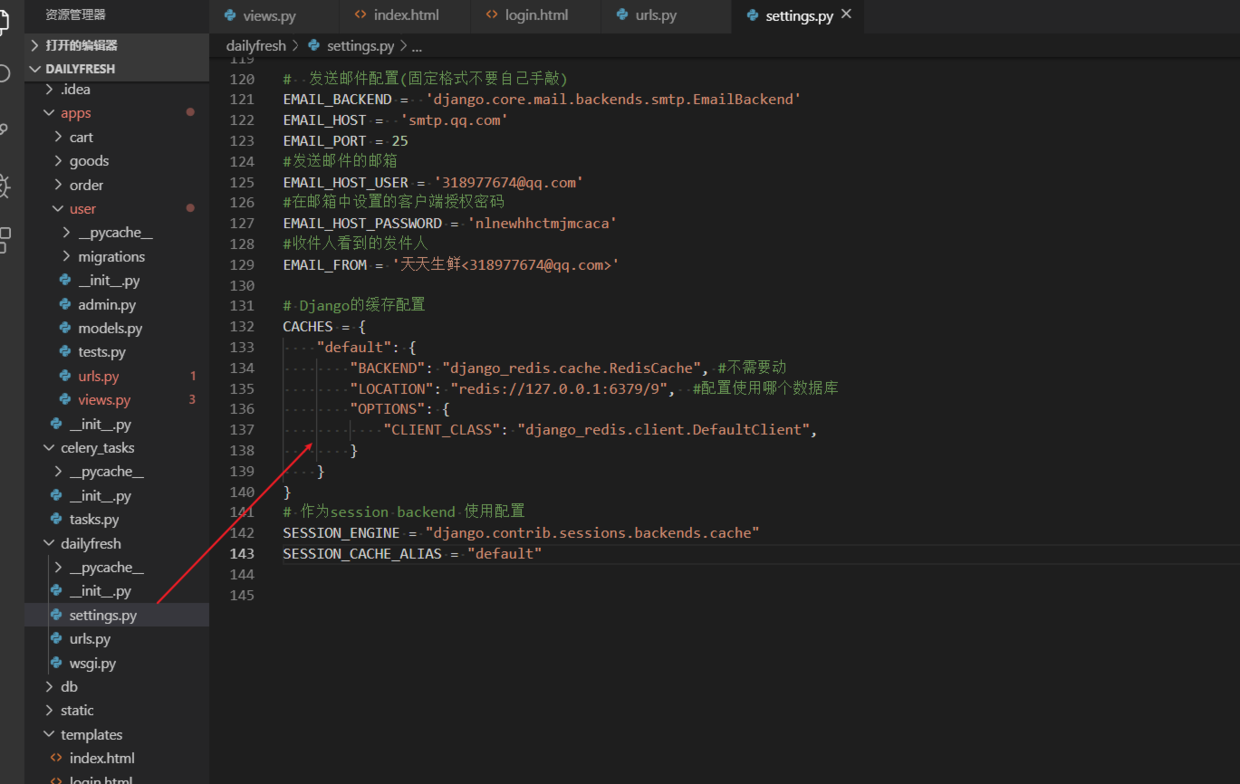 资源管理器
views.py
index.html
login.html
urls.py
settings.py
打开的编辑器
DAILYFRESH
dailyfresh > settings.py > ...
.idea
apps
cart
goods
order
user
__pycache__
migrations
__init__.py
admin.py
models.py
tests.py
urls.py 1
views.py 3
__init__.py
celery_tasks
__pycache__
__init__.py
tasks.py
dailyfresh
__pycache__
__init__.py
settings.py
urls.py
wsgi.py
db
static
templates
index.html
login.html
119
120 #  发送邮件配置(固定格式不要自己手敲)
121 EMAIL_BACKEND =  'django.core.mail.backends.smtp.EmailBackend'
122 EMAIL_HOST =  'smtp.qq.com'
123 EMAIL_PORT = 25
124 #发送邮件的邮箱
125 EMAIL_HOST_USER = '318977674@qq.com'
126 #在邮箱中设置的客户端授权密码
127 EMAIL_HOST_PASSWORD = 'nlnewhhctmjmcaca'
128 #收件人看到的发件人
129 EMAIL_FROM = '天天生鲜<318977674@qq.com>'
130
131 # Django的缓存配置
132 CACHES = {
133     "default": {
134         "BACKEND": "django_redis.cache.RedisCache", #不需要动
135         "LOCATION": "redis://127.0.0.1:6379/9",  #配置使用哪个数据库
136         "OPTIONS": {
137             "CLIENT_CLASS": "django_redis.client.DefaultClient",
138         }
139     }
140 }
141 # 作为session backend 使用配置
142 SESSION_ENGINE = "django.contrib.sessions.backends.cache"
143 SESSION_CACHE_ALIAS = "default"
144
145